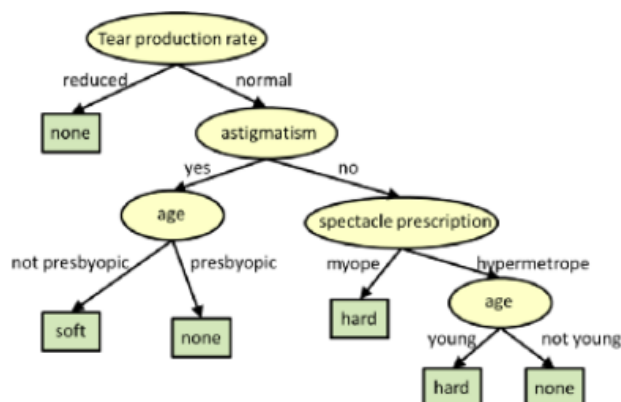 Tear production rate
reduced
normal
none
astigmatism
yes
no
age
spectacle prescription
not presbyopic
presbyopic
myope
hypermetrope
soft
none
hard
age
young
not young
hard
none